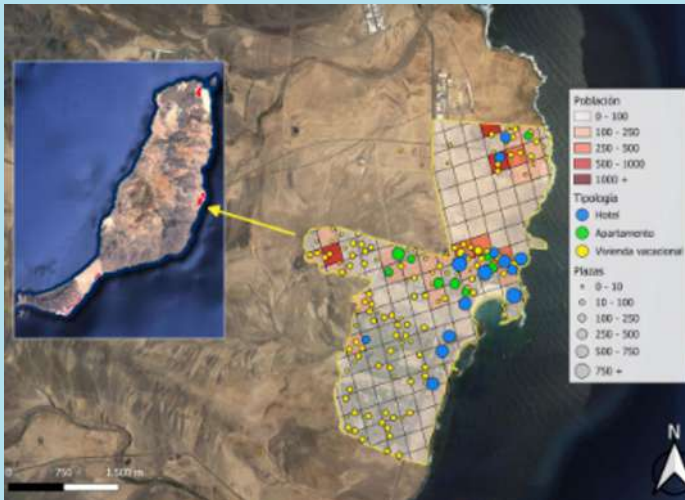 Población
0 - 100
100 - 250
250 - 500
500 - 1000
1000 +
Tipología
Hotel
Apartamento
Vivienda vacacional
Plazas
0 - 10
10 - 100
100 - 250
250 - 500
500 - 750
750 +
N
0 750 1.500 m